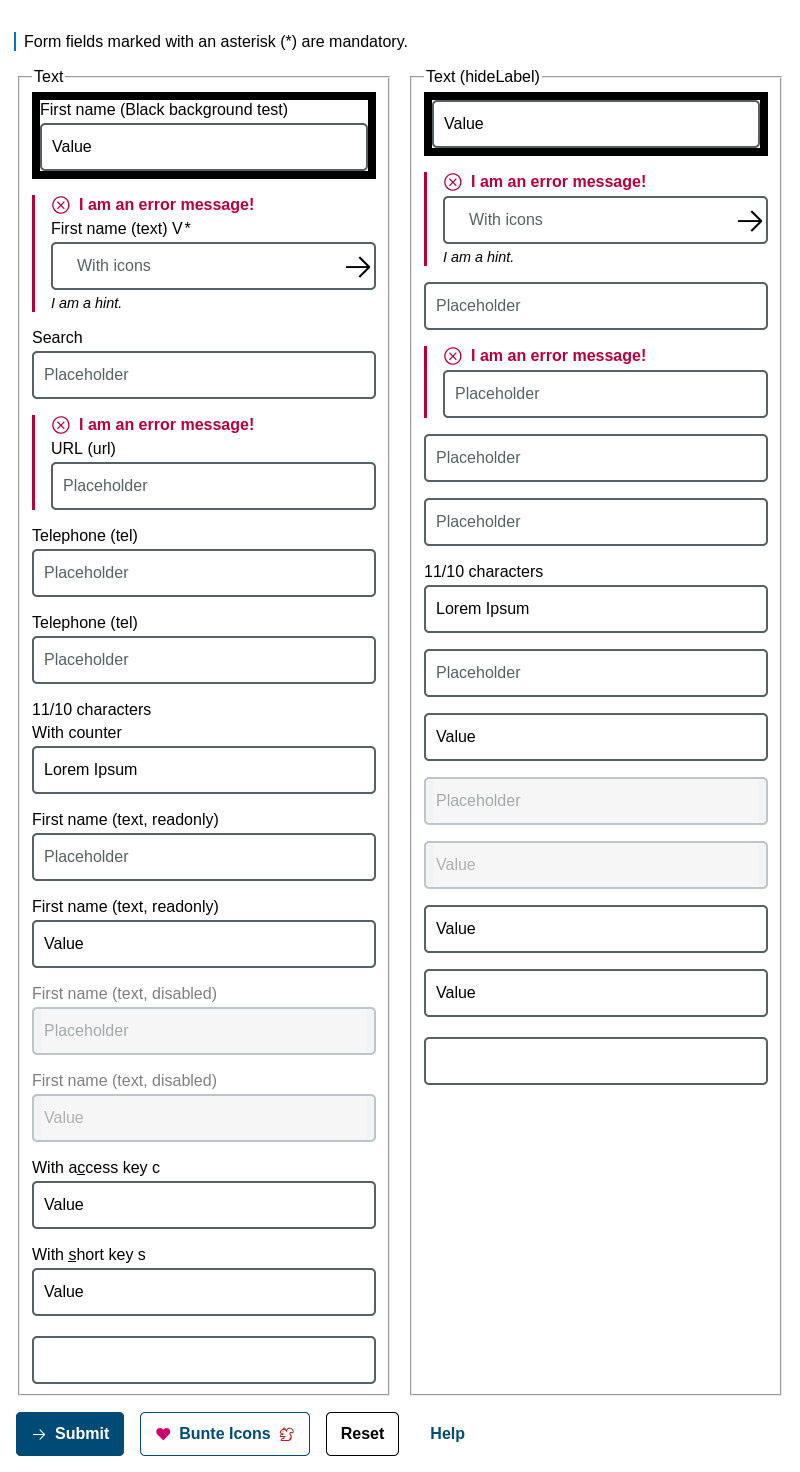 Form fields marked with an asterisk (*) are mandatory.
Text
First name (Black background test)
Value
I am an error message!
First name (text) V*
With icons
I am a hint.
Search
Placeholder
I am an error message!
URL (url)
Placeholder
Telephone (tel)
Placeholder
Telephone (tel)
Placeholder
11/10 characters
With counter
Lorem Ipsum
First name (text, readonly)
Placeholder
First name (text, readonly)
Value
First name (text, disabled)
Placeholder
First name (text, disabled)
Value
With access key c
Value
With short key s
Value
Text (hideLabel)
Value
I am an error message!
With icons
I am a hint.
Placeholder
I am an error message!
Placeholder
Placeholder
Placeholder
11/10 characters
Lorem Ipsum
Placeholder
Value
Placeholder
Value
Value
Value
Submit Bunte Icons Reset Help